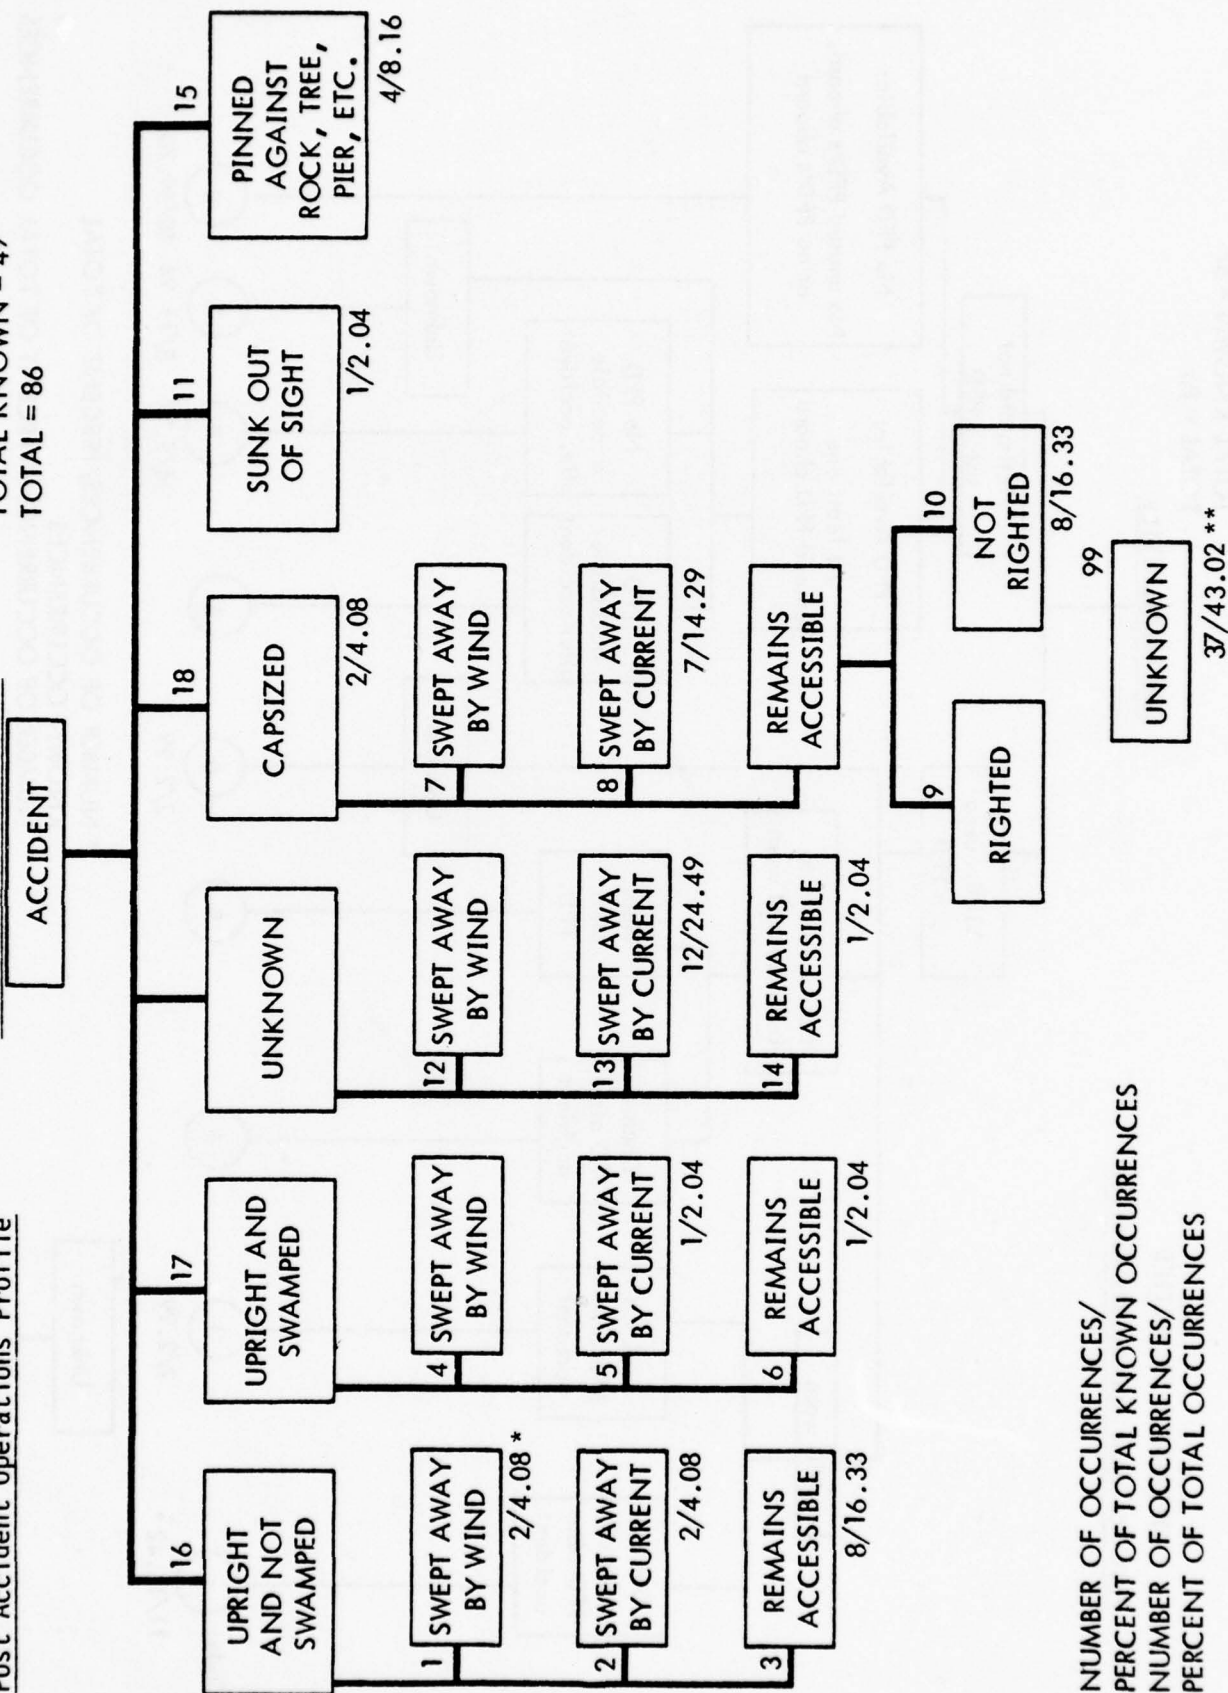 Post Accident Operations Profile
TOTAL = 86
ACCIDENT
16
UPRIGHT
AND NOT
SWAMPED
1
SWEPT AWAY
BY WIND
2/4.08 *
2
SWEPT AWAY
BY CURRENT
2/4.08
3
REMAINS
ACCESSIBLE
8/16.33
17
UPRIGHT AND
SWAMPED
4
SWEPT AWAY
BY WIND
5
SWEPT AWAY
BY CURRENT
1/2.04
6
REMAINS
ACCESSIBLE
1/2.04
UNKNOWN
12
SWEPT AWAY
BY WIND
13
SWEPT AWAY
BY CURRENT
12/24.49
14
REMAINS
ACCESSIBLE
1/2.04
18
CAPSIZED
2/4.08
7
SWEPT AWAY
BY WIND
8
SWEPT AWAY
BY CURRENT
7/14.29
REMAINS
ACCESSIBLE
9
RIGHTED
10
NOT
RIGHTED
8/16.33
11
SUNK OUT
OF SIGHT
1/2.04
15
PINNED
AGAINST
ROCK, TREE,
PIER, ETC.
4/8.16
99
UNKNOWN
37/43.02 **
NUMBER OF OCCURRENCES/
PERCENT OF TOTAL KNOWN OCCURRENCES
NUMBER OF OCCURRENCES/
PERCENT OF TOTAL OCCURRENCES